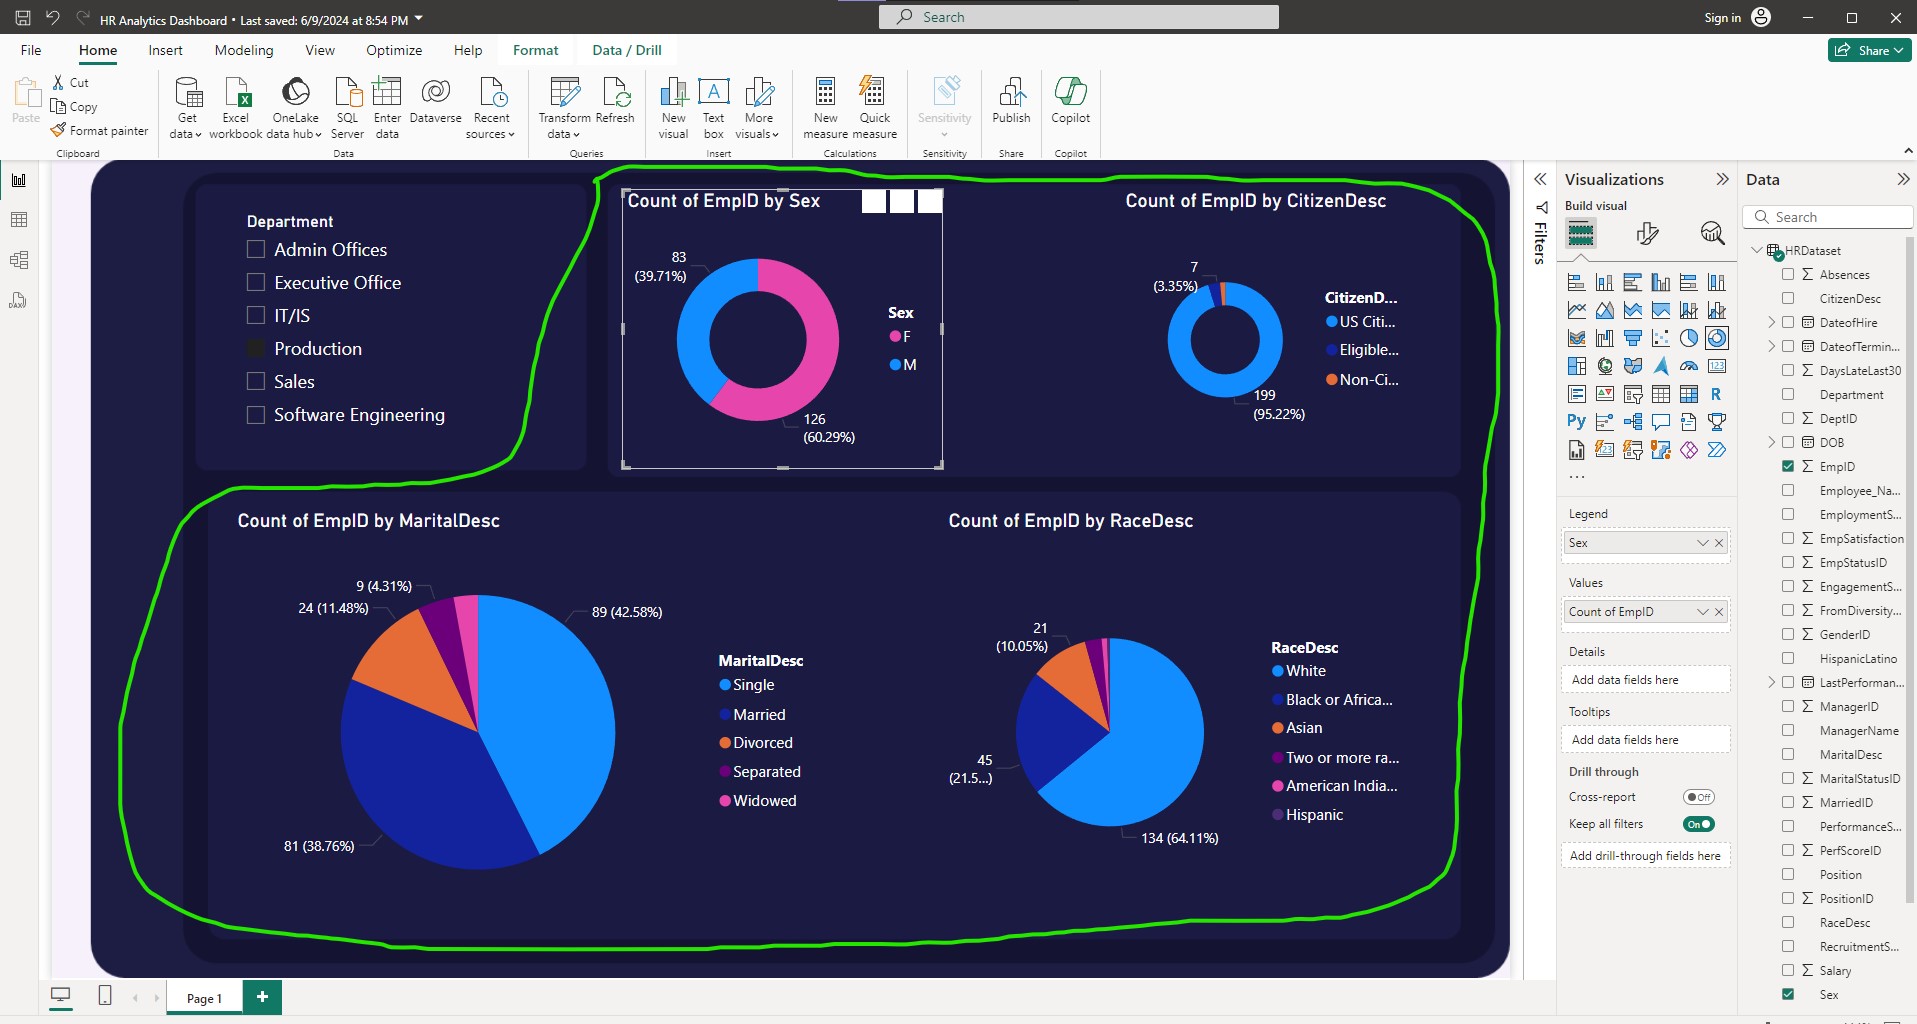 HR Analytics Dashboard • Last saved: 6/9/2024 at 8:54 PM
Search
Sign in
File Home Insert Modeling View Optimize Help Format Data / Drill
Share
Paste
Cut
Copy
Format painter
Clipboard
Get data
Excel workbook
OneLake data hub
SQL Server
Enter data
Dataverse
Recent sources
Data
Transform data
Refresh
Queries
New visual
Text box
More visuals
Insert
New measure
Quick measure
Calculations
Sensitivity
Sensitivity
Publish
Share
Copilot
Copilot
Department
Admin Offices
Executive Office
IT/IS
Production
Sales
Software Engineering
Count of EmpID by Sex
83
(39.71%)
126
(60.29%)
Sex
F
M
Count of EmpID by CitizenDesc
7
(3.35%)
199
(95.22%)
CitizenD...
US Citi...
Eligible...
Non-Ci...
Count of EmpID by MaritalDesc
9 (4.31%)
24 (11.48%)
89 (42.58%)
81 (38.76%)
MaritalDesc
Single
Married
Divorced
Separated
Widowed
Count of EmpID by RaceDesc
21
(10.05%)
45
(21.5...)
134 (64.11%)
RaceDesc
White
Black or Africa...
Asian
Two or more ra...
American India...
Hispanic
Page 1
Filters
Visualizations
Build visual
Py
R
123
Legend
Sex
Values
Count of EmpID
Details
Add data fields here
Tooltips
Add data fields here
Drill through
Cross-report
Off
Keep all filters
On
Add drill-through fields here
Data
Search
HRDataset
Absences
CitizenDesc
DateofHire
DateofTermin...
DaysLateLast30
Department
DeptID
DOB
EmpID
Employee_Na...
EmploymentS...
EmpSatisfaction
EmpStatusID
EngagementS...
FromDiversity...
GenderID
HispanicLatino
LastPerforman...
ManagerID
ManagerName
MaritalDesc
MaritalStatusID
MarriedID
PerformanceS...
PerfScoreID
Position
PositionID
RaceDesc
RecruitmentS...
Salary
Sex